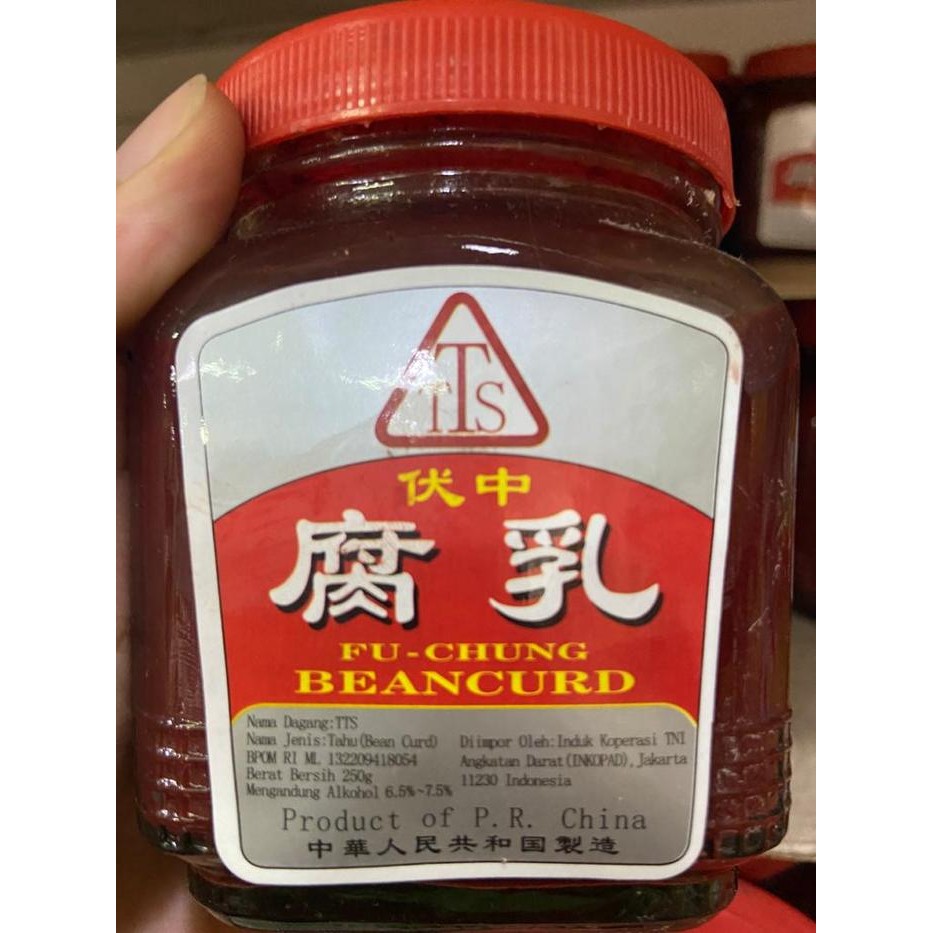 TTS
伏中
腐乳
FU-CHUNG
BEANCURD
Nama Dagang:TTS
Nama Jenis:Tahu(Bean Curd)
BPOM RI ML 132209418054
Berat Bersih 250g
Mengandung Alkohol 6.5%~7.5%
Diimpor Oleh:Induk Koperasi TNI
Angkatan Darat(INKOPAD),Jakarta
11230 Indonesia
Product of P.R. China
中華人民共和国製造